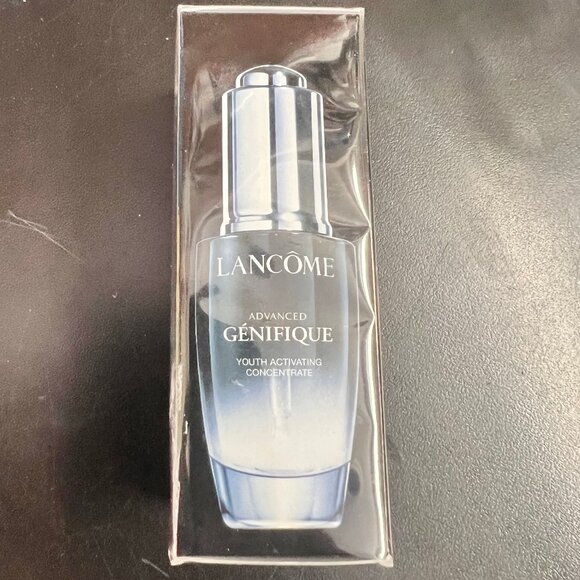 LANCÔME
ADVANCED
GÉNIFIQUE
YOUTH ACTIVATING
CONCENTRATE